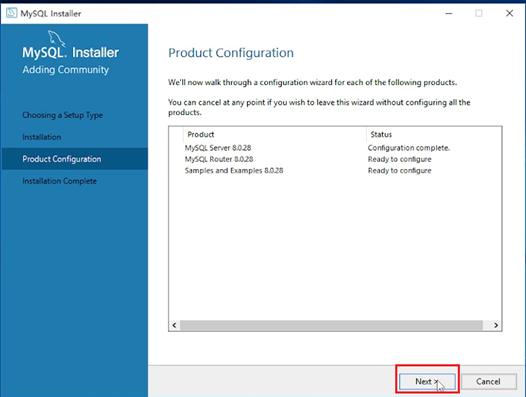 MySQL Installer
MySQL. Installer
Adding Community
Choosing a Setup Type
Installation
Product Configuration
Installation Complete
Product Configuration
We'll now walk through a configuration wizard for each of the following products.
You can cancel at any point if you wish to leave this wizard without configuring all the
products.
Product Status
MySQL Server 8.0.28 Configuration complete.
MySQL Router 8.0.28 Ready to configure
Samples and Examples 8.0.28 Ready to configure
Next > Cancel